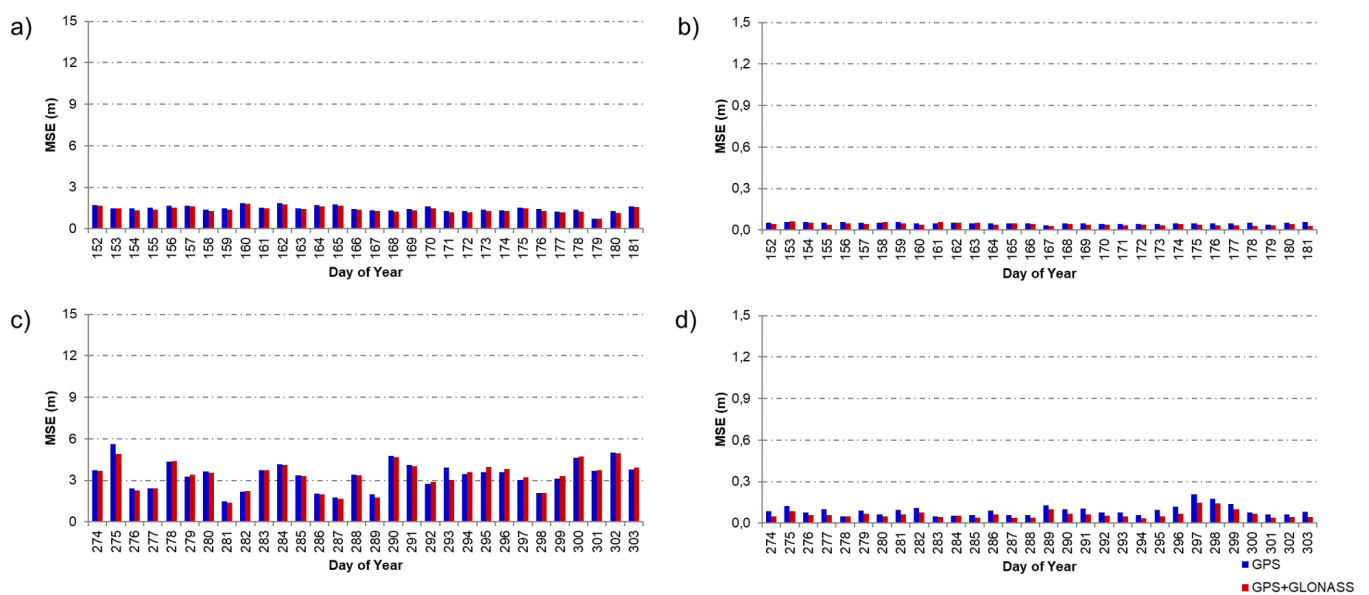 a)
15
12
9
6
3
0
MSE (m)
152 153 154 155 156 157 158 159 160 161 162 163 164 165 166 167 168 169 170 171 172 173 174 175 176 177 178 179 180 181
Day of Year
b)
1,5
1,2
0,9
0,6
0,3
0,0
MSE (m)
152 153 154 155 156 157 158 159 160 161 162 163 164 165 166 167 168 169 170 171 172 173 174 175 176 177 178 179 180 181
Day of Year
c)
15
12
9
6
3
0
MSE (m)
274 275 276 277 278 279 280 281 282 283 284 285 286 287 288 289 290 291 292 293 294 295 296 297 298 299 300 301 302 303
Day of Year
d)
1,5
1,2
0,9
0,6
0,3
0,0
MSE (m)
274 275 276 277 278 279 280 281 282 283 284 285 286 287 288 289 290 291 292 293 294 295 296 297 298 299 300 301 302 303
Day of Year
GPS
GPS+GLONASS